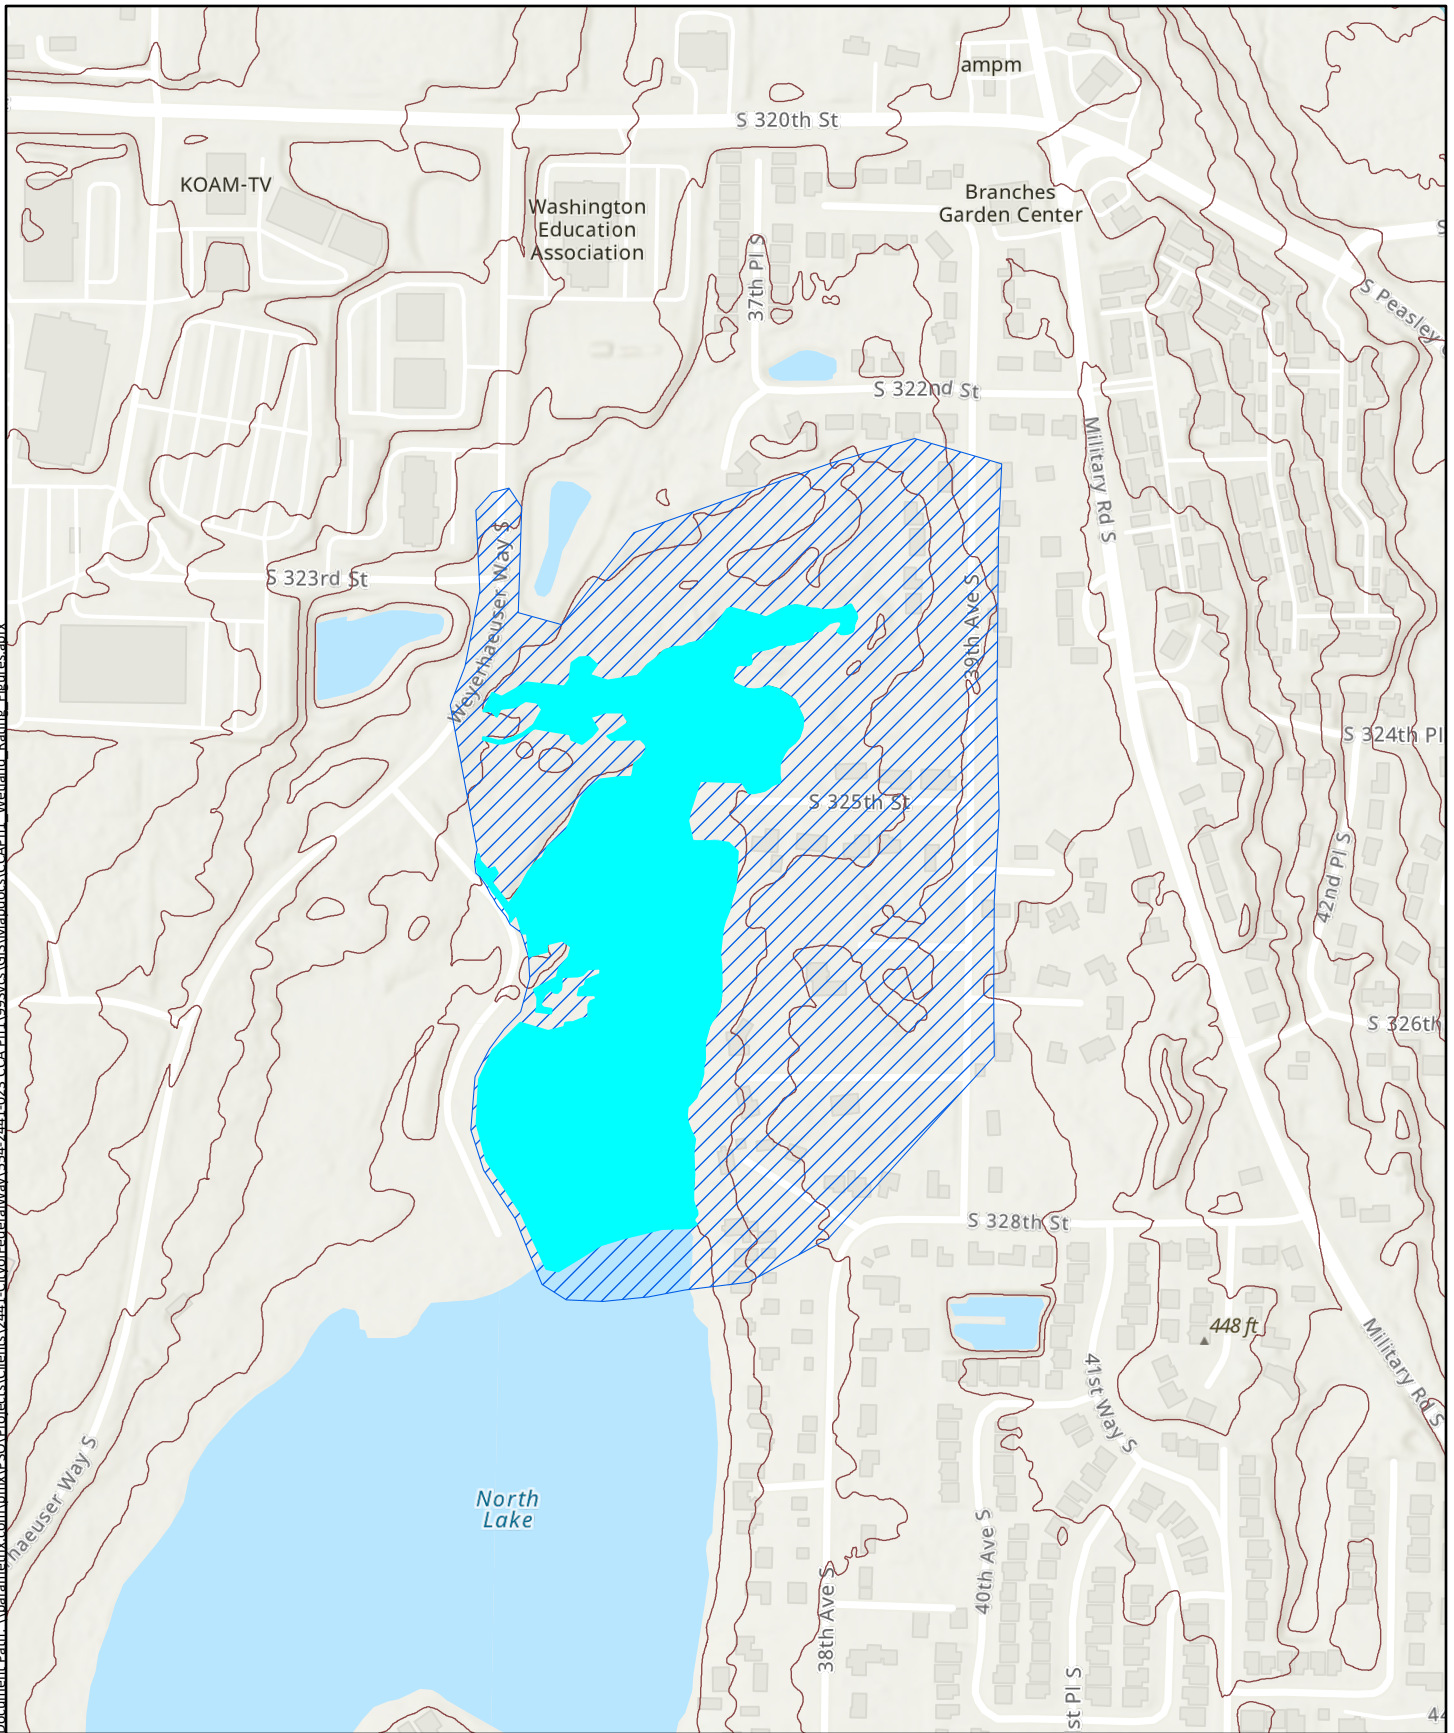 ampm
S 320th St
KOAM-TV
Washington
Education
Association
Branches
Garden Center
37th Pl S
S Peasley
S 322nd St
Military Rd S
Weyerhaeuser Way S
S 323rd St
39th Ave S
S 324th Pl
S 325th St
42nd Pl S
S 326th
S 328th St
448 ft
Military Rd S
41st Way S
haeuser Way S
North
Lake
40th Ave S
38th Ave S
st Pl S
44